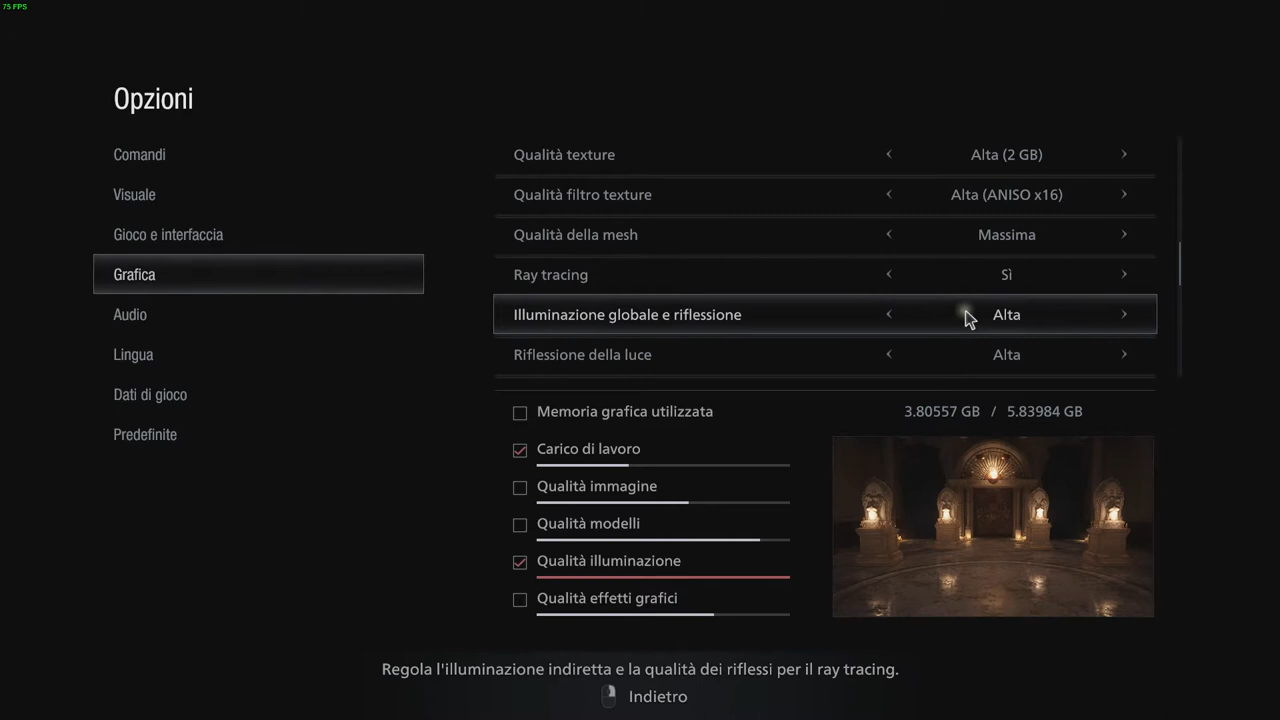 75 FPS
Opzioni
Comandi
Visuale
Gioco e interfaccia
Grafica
Audio
Lingua
Dati di gioco
Predefinite
Qualità texture Alta (2 GB)
Qualità filtro texture Alta (ANISO x16)
Qualità della mesh Massima
Ray tracing Sì
Illuminazione globale e riflessione Alta
Riflessione della luce Alta
Memoria grafica utilizzata 3.80557 GB / 5.83984 GB
Carico di lavoro
Qualità immagine
Qualità modelli
Qualità illuminazione
Qualità effetti grafici
Regola l'illuminazione indiretta e la qualità dei riflessi per il ray tracing.
Indietro